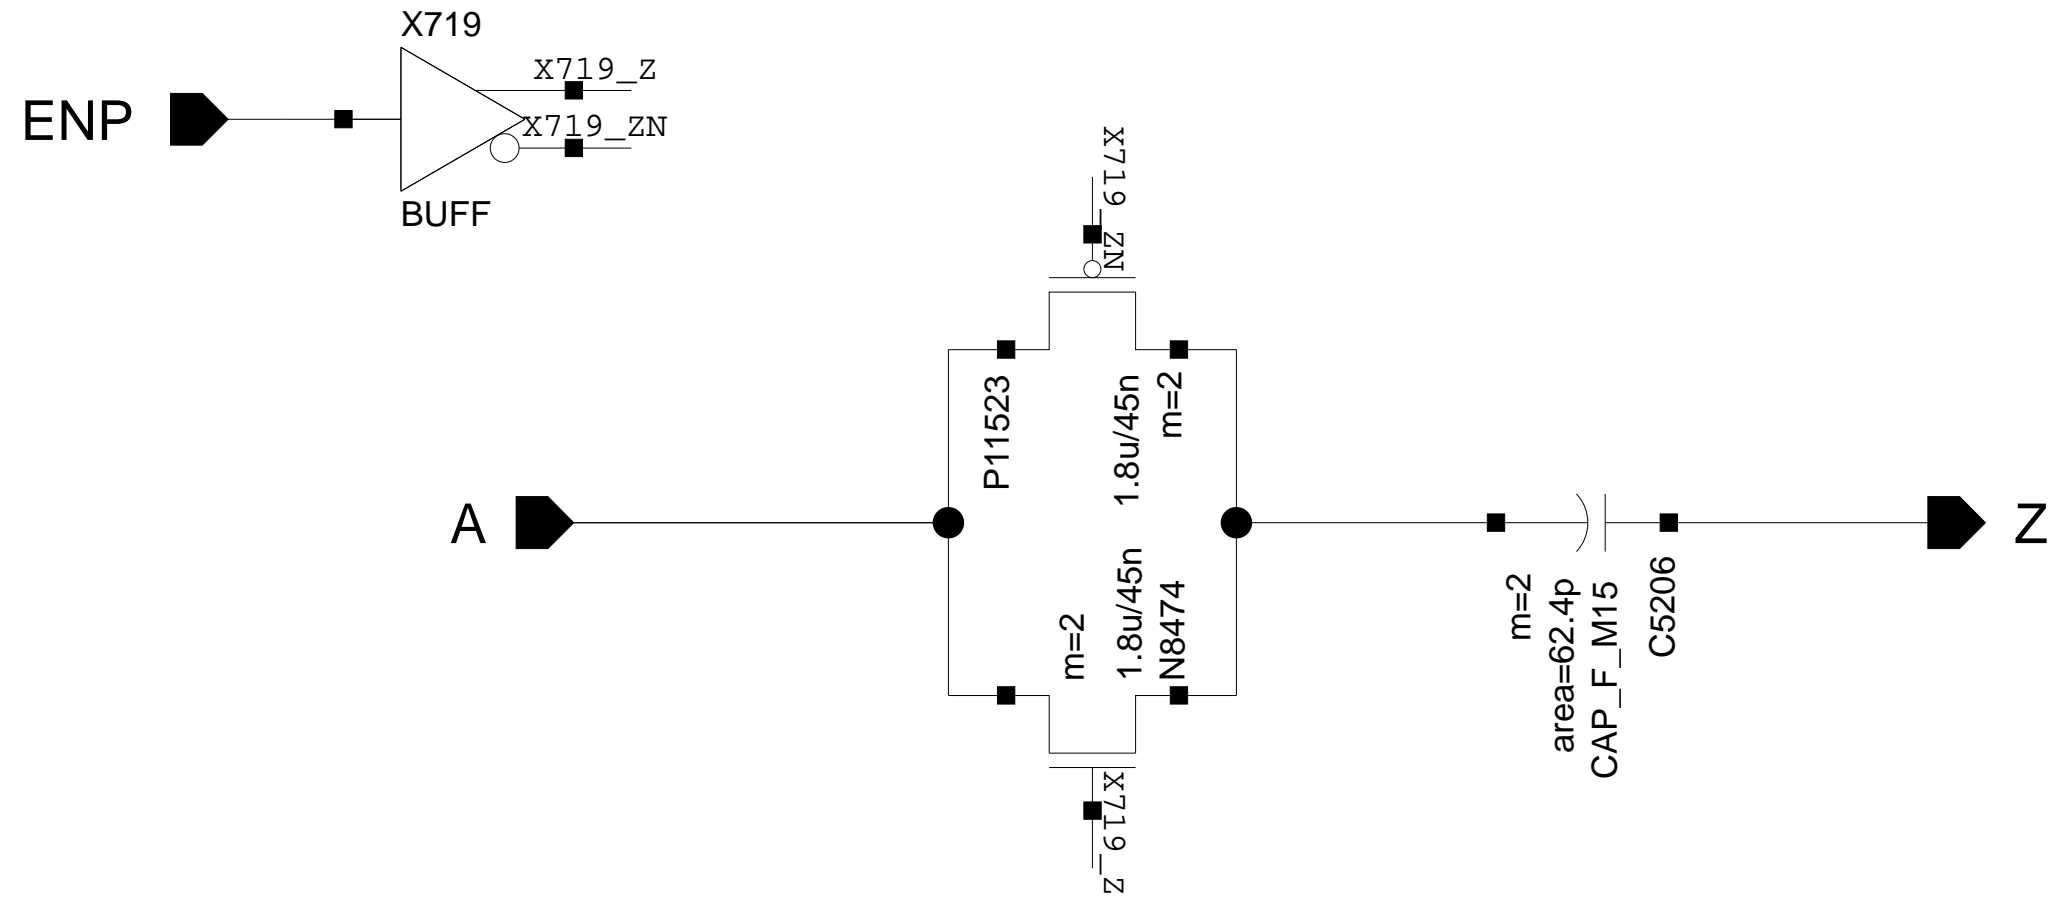 X719
X719_Z
ENP
X719_ZN
BUFF
X719_ZN
P11523
1.8u/45n
m=2
A
Z
m=2
1.8u/45n
N8474
m=2
area=62.4p
CAP_F_M15
C5206
X719_Z